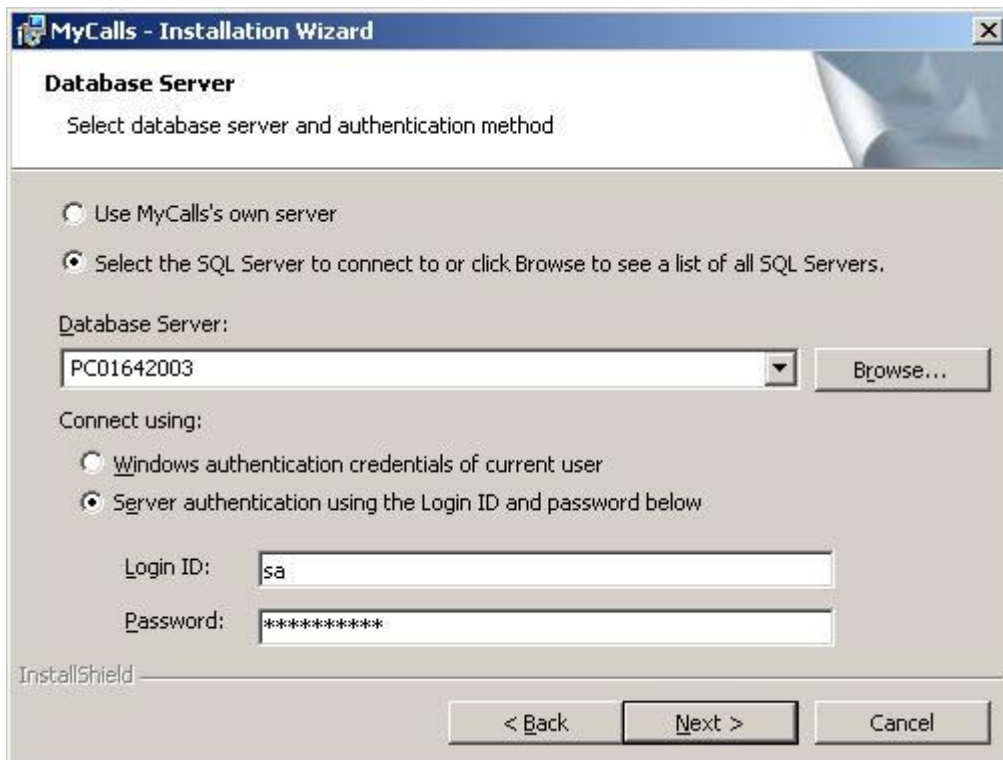 MyCalls - Installation Wizard
Database Server
Select database server and authentication method
Use MyCalls's own server
Select the SQL Server to connect to or click Browse to see a list of all SQL Servers.
Database Server:
PC01642003
Browse...
Connect using:
Windows authentication credentials of current user
Server authentication using the Login ID and password below
Login ID:
sa
Password:
**********
InstallShield
< Back
Next >
Cancel